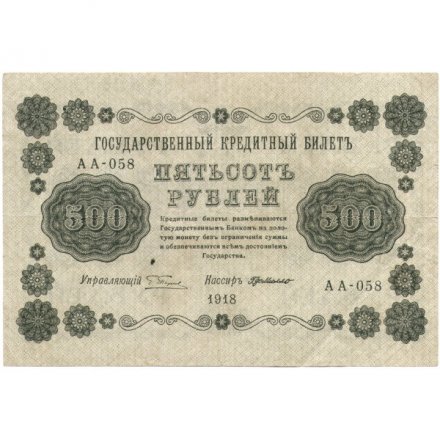 ГОСУДАРСТВЕННЫЙ КРЕДИТНЫЙ БИЛЕТЪ
АА-058
ПЯТЬСОТЪ
РУБЛЕЙ
500
500
Кредитные билеты размѣниваются
Государственнымъ Банкомъ на золо-
тую монету безъ ограниченія суммы
и обезпечиваются всѣмъ достояніемъ
Государства.
Управляющій
Кассиръ
1918
АА-058